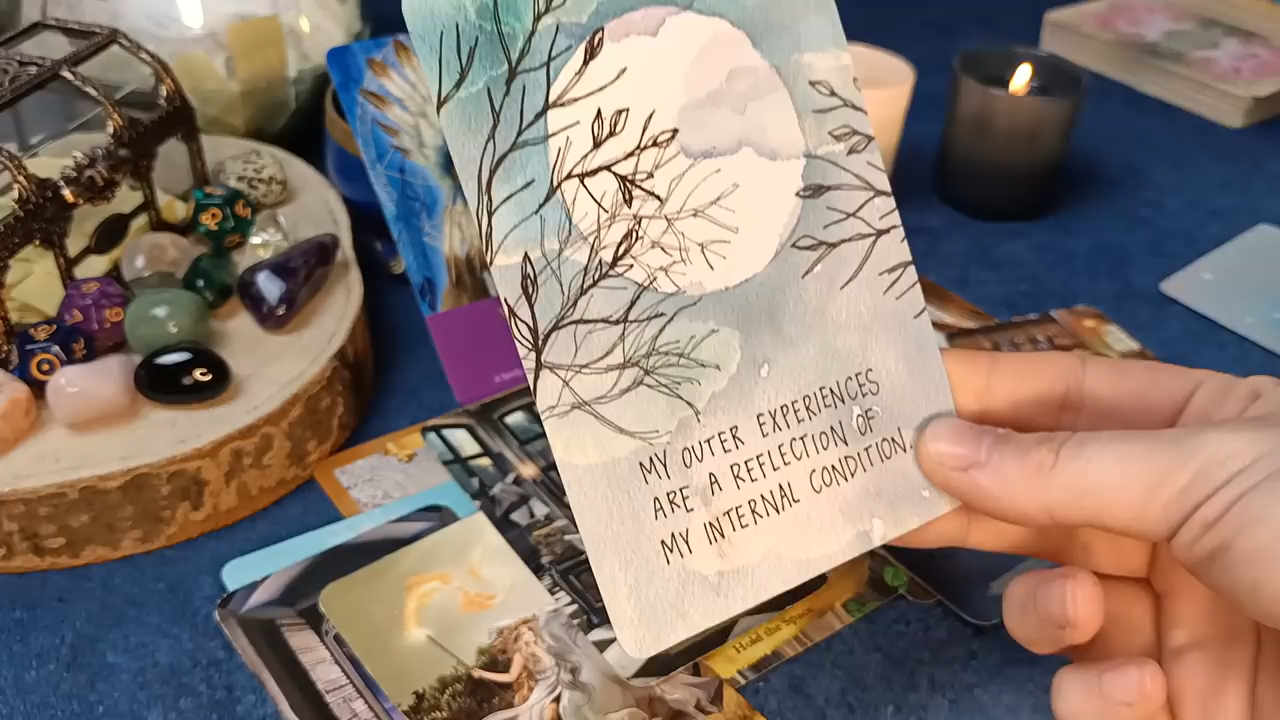 MY OUTER EXPERIENCES
ARE A REFLECTION OF
MY INTERNAL CONDITION.
Hold the Space